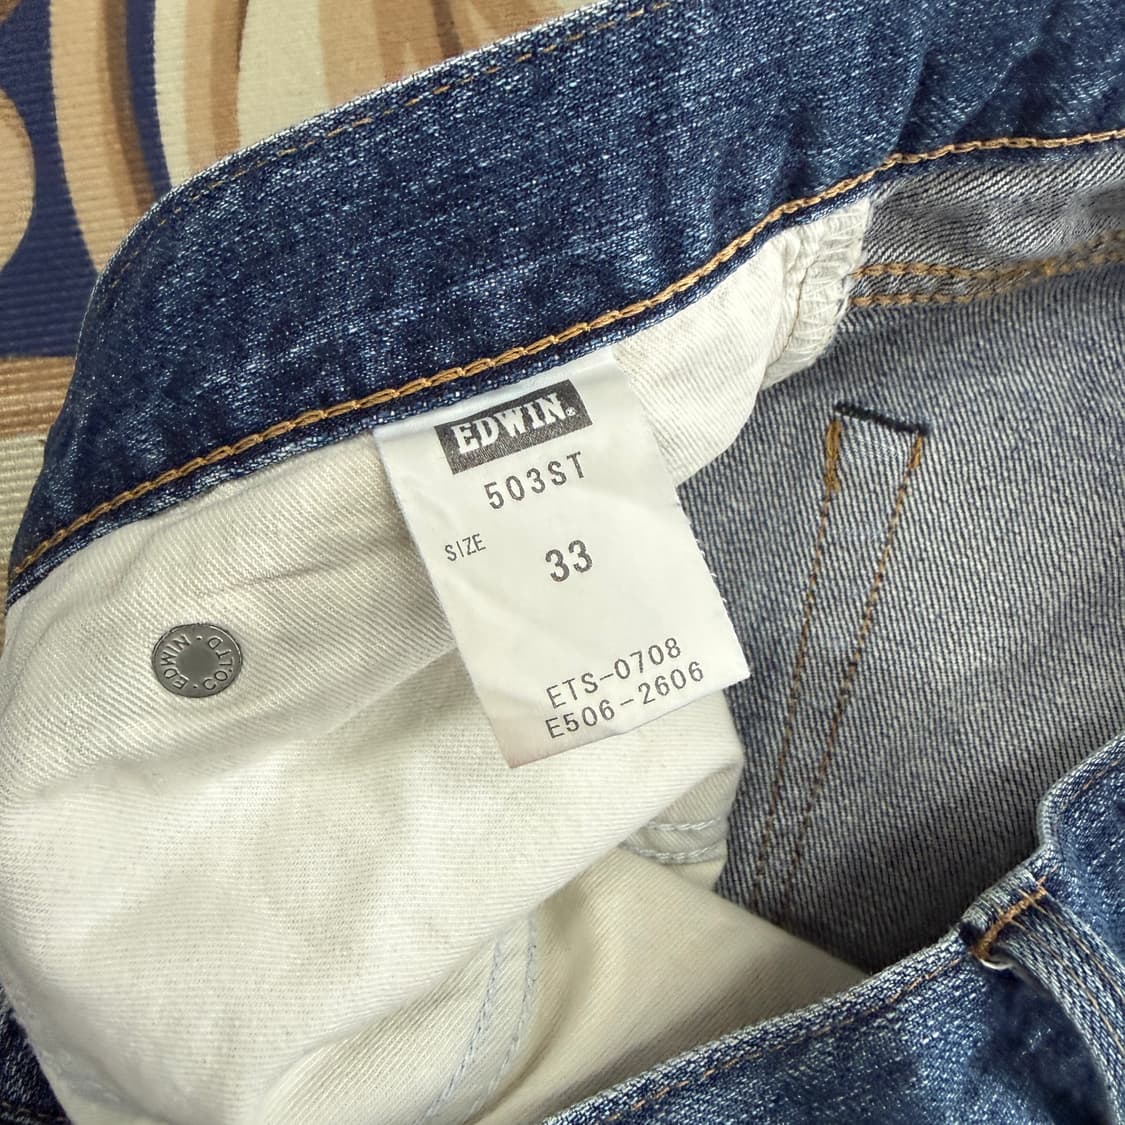 EDWIN®
503ST
SIZE 33
ETS-0708
E506-2606
EDWIN · CO.LTD ·